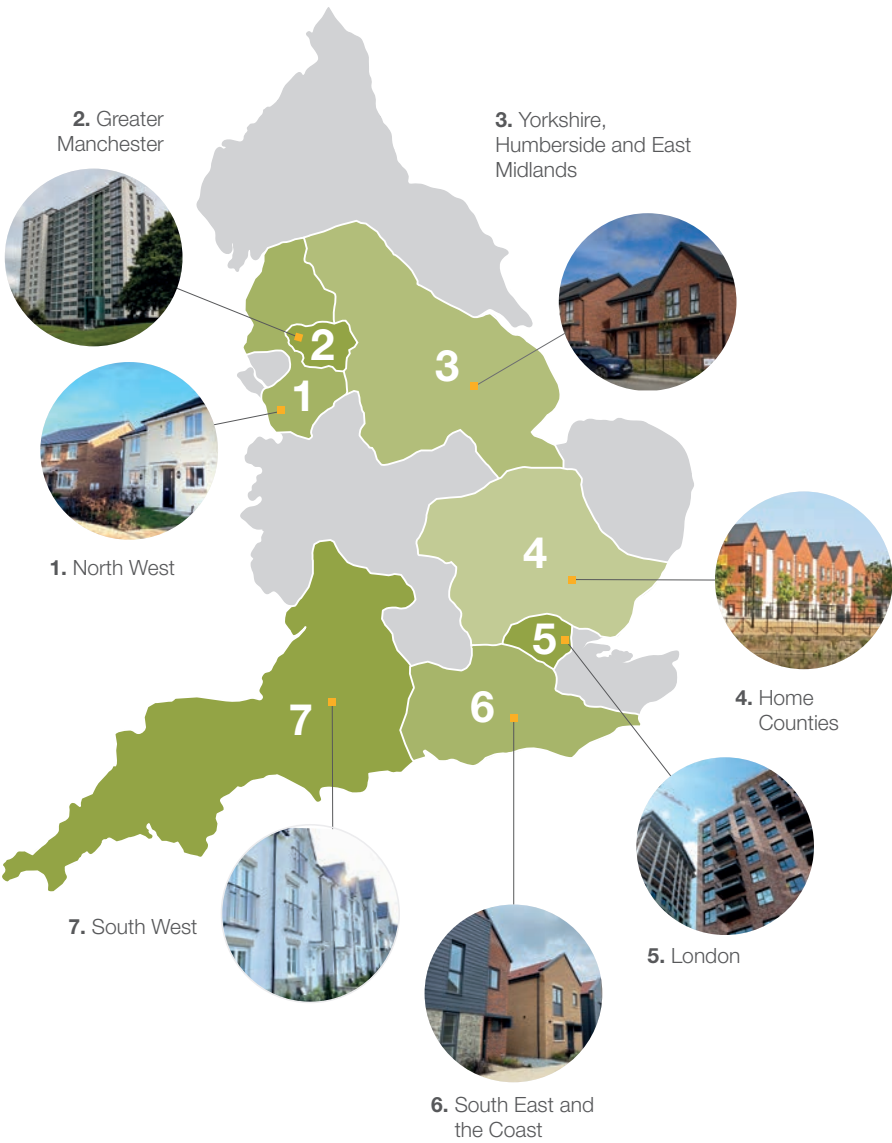 2. Greater
Manchester
3. Yorkshire,
Humberside and East
Midlands
2
3
1
1. North West
4
5
4. Home
Counties
6
7
7. South West
5. London
6. South East and
the Coast